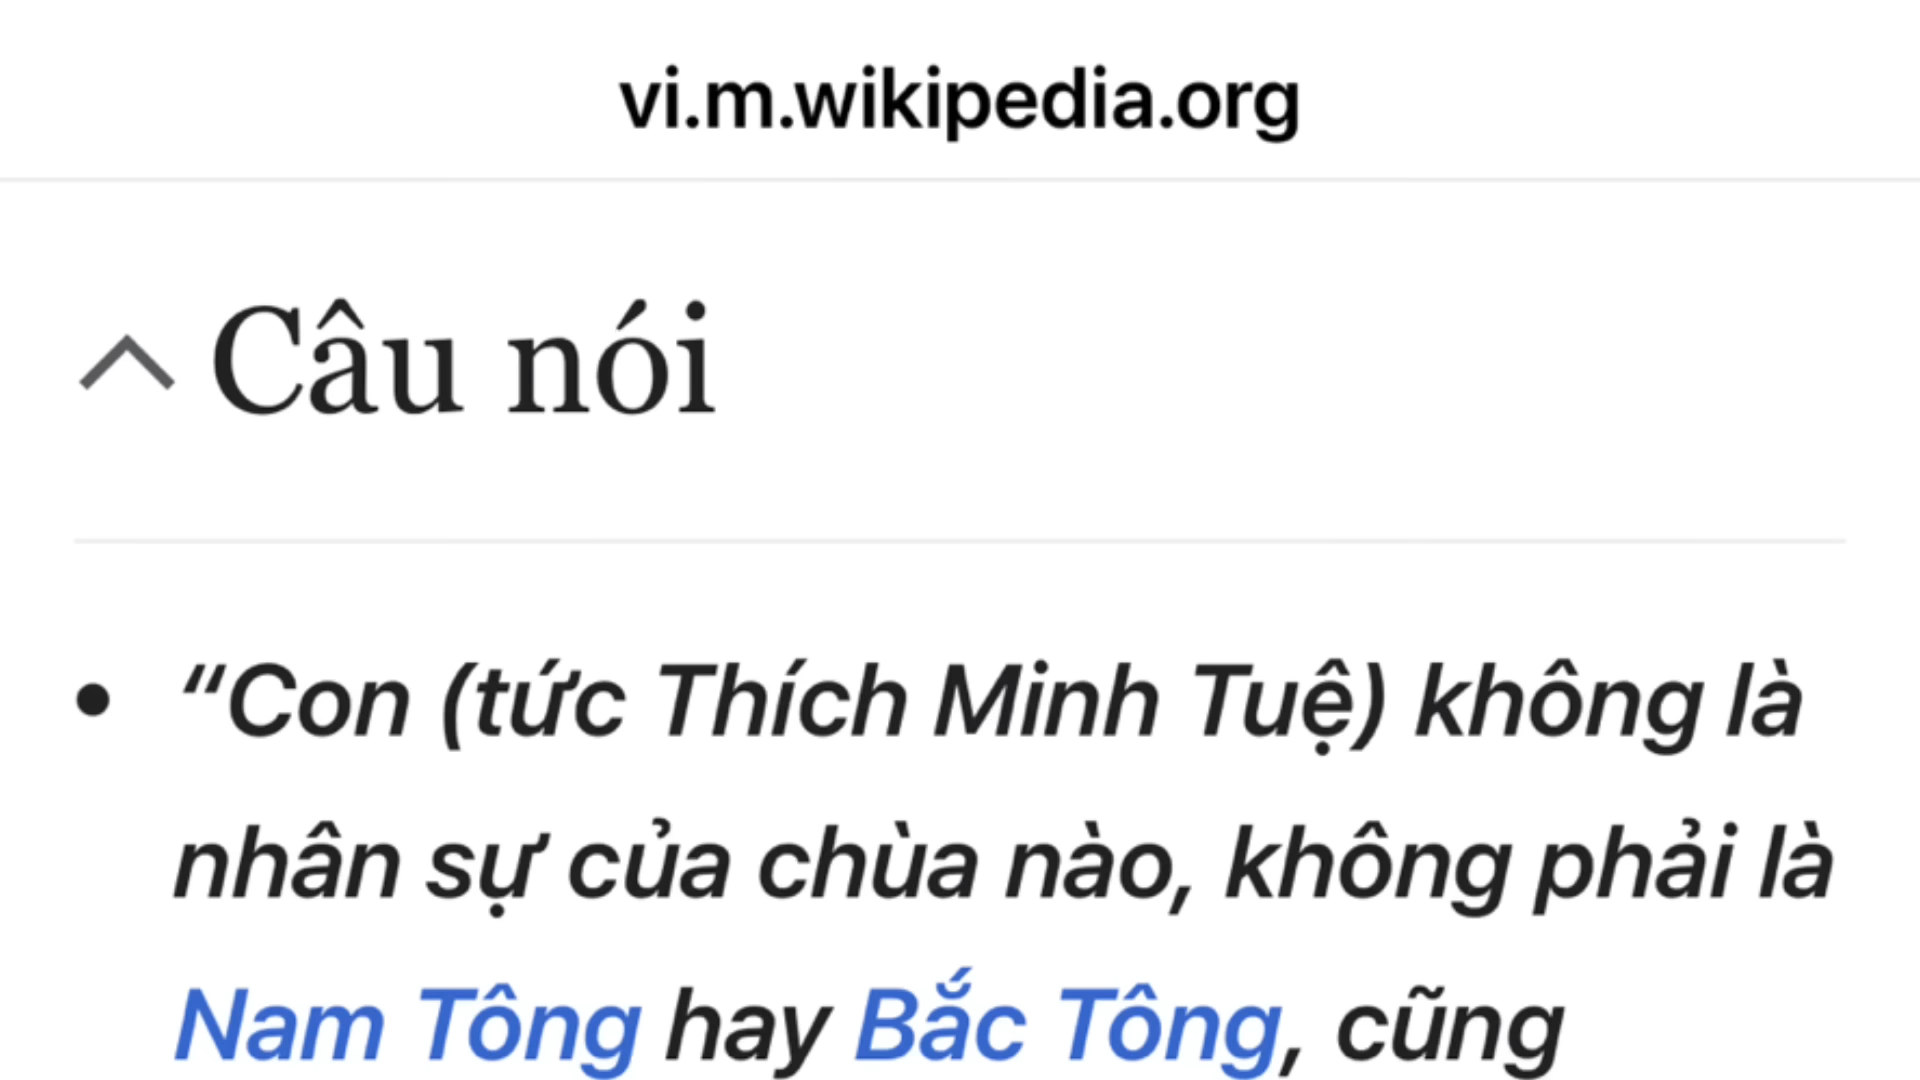 vi.m.wikipedia.org
Câu nói
• “Con (tức Thích Minh Tuệ) không là
nhân sự của chùa nào, không phải là
Nam Tông hay Bắc Tông, cũng